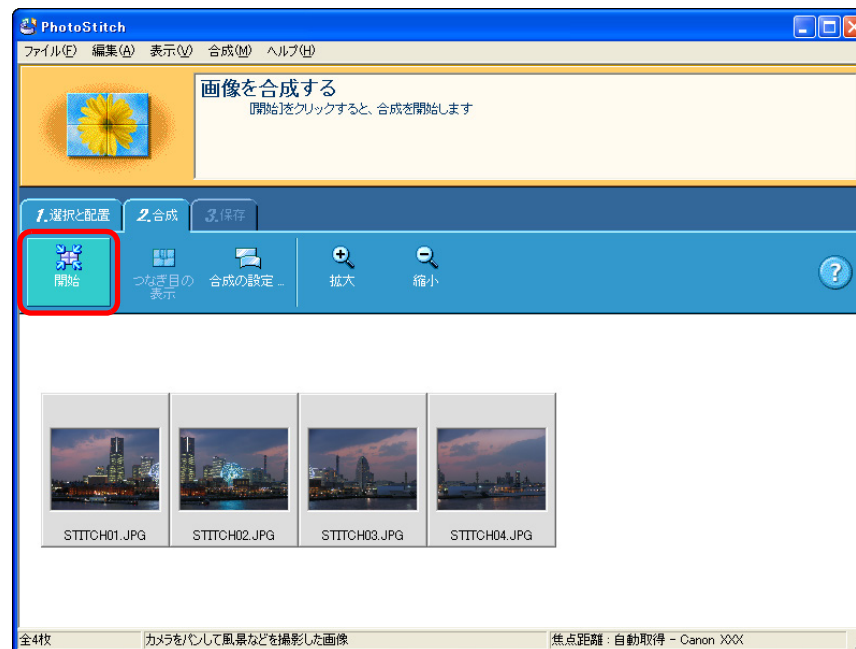 PhotoStitch
ファイル(F) 編集(A) 表示(V) 合成(M) ヘルプ(H)
画像を合成する
[開始]をクリックすると、合成を開始します
1.選択と配置 2.合成 3.保存
開始 つなぎ目の 合成の設定... 拡大 縮小 ?
表示
STITCH01.JPG STITCH02.JPG STITCH03.JPG STITCH04.JPG
全4枚 カメラをパンして風景などを撮影した画像 焦点距離：自動取得 - Canon XXX